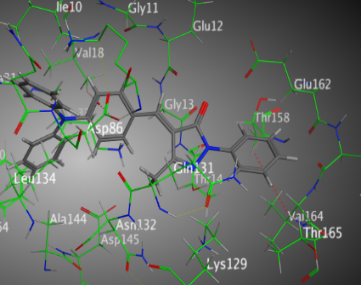 Ile10
Gly11
Glu12
Val18
Glu162
Gly13
Thr158
Asp86
Gln131
Thr14
Leu134
Ala144
Asn132
Val164
Asp145
Thr165
Lys129